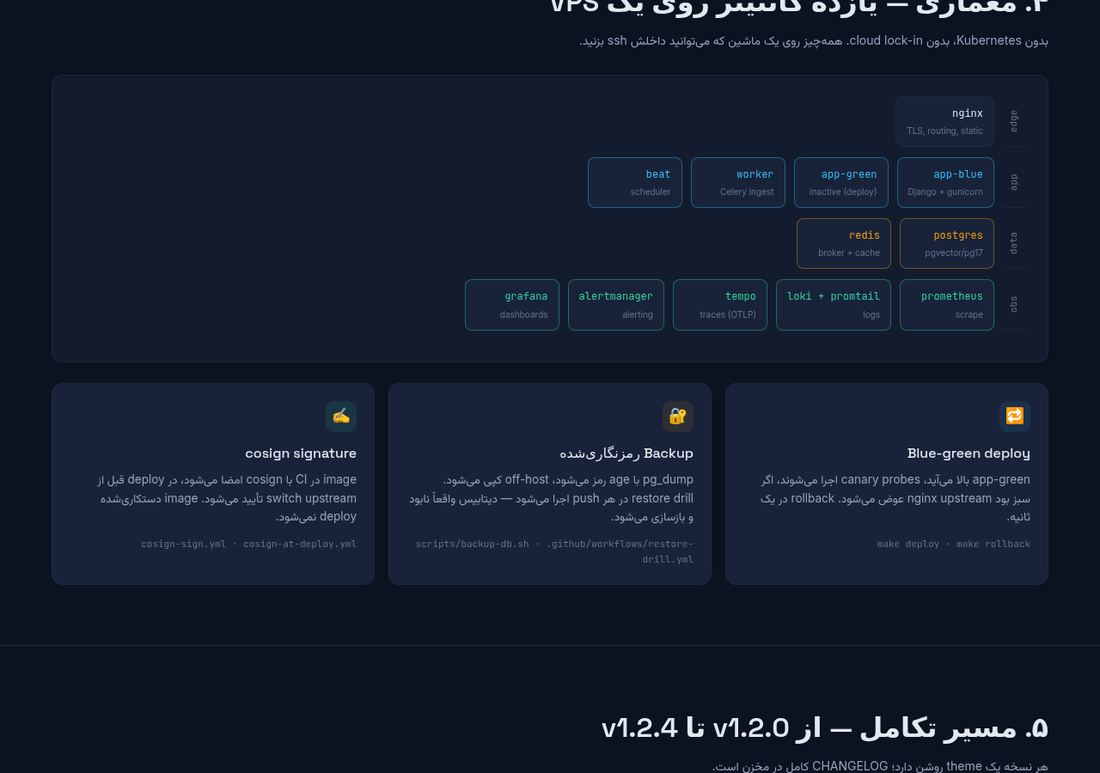 ۴. معماری — یازده کانتینر روی یک VPS
بدون Kubernetes، بدون cloud lock-in. همه‌چیز روی یک ماشین که می‌توانید داخلش ssh بزنید.
edge
nginx
TLS, routing, static
app
app-blue
Django + gunicorn
app-green
inactive (deploy)
worker
Celery ingest
beat
scheduler
data
postgres
pgvector/pg17
redis
broker + cache
obs
prometheus
scrape
loki + promtail
logs
tempo
traces (OTLP)
alertmanager
alerting
grafana
dashboards
🔁
Blue-green deploy
app-green بالا می‌آید، canary probes اجرا می‌شوند، اگر
سبز بود nginx upstream عوض می‌شود. rollback در یک
ثانیه.
make deploy · make rollback
🔐
Backup رمزنگاری‌شده
pg_dump با age رمز می‌شود، off-host کپی می‌شود.
restore drill در هر push اجرا می‌شود — دیتابیس واقعاً نابود
و بازسازی می‌شود.
scripts/backup-db.sh · .github/workflows/restore-
drill.yml
✍️
cosign signature
image در CI با cosign امضا می‌شود، در deploy قبل از
switch upstream تأیید می‌شود. image دستکاری‌شده
deploy نمی‌شود.
cosign-sign.yml · cosign-at-deploy.yml
۵. مسیر تکامل — از v1.2.0 تا v1.2.4
هر نسخه یک theme روشن دارد؛ CHANGELOG کامل در مخزن است.